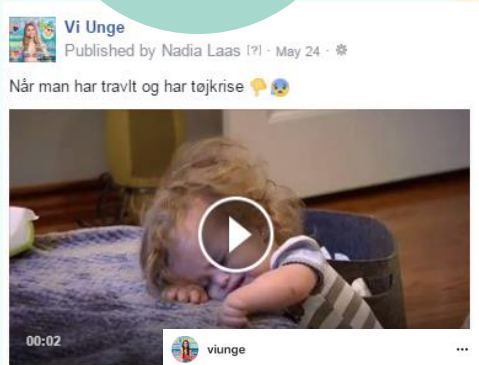 Vi Unge
Published by Nadia Laas [?] · May 24 ·
Når man har travlt og har tøjkrise 👇😰
00:02
viunge